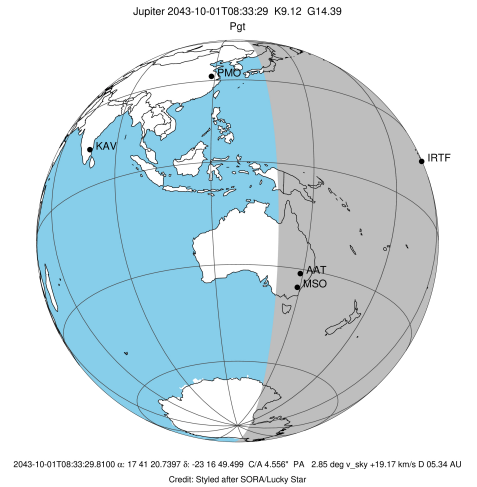 Jupiter 2043-10-01T08:33:29 K9.12 G14.39
Pgt
PMO
KAV
IRTF
AAT
MSO
2043-10-01T08:33:29.8100 α: 17 41 20.7397 δ: -23 16 49.499 C/A 4.556" PA 2.85 deg v_sky +19.17 km/s D 05.34 AU
Credit: Styled after SORA/Lucky Star